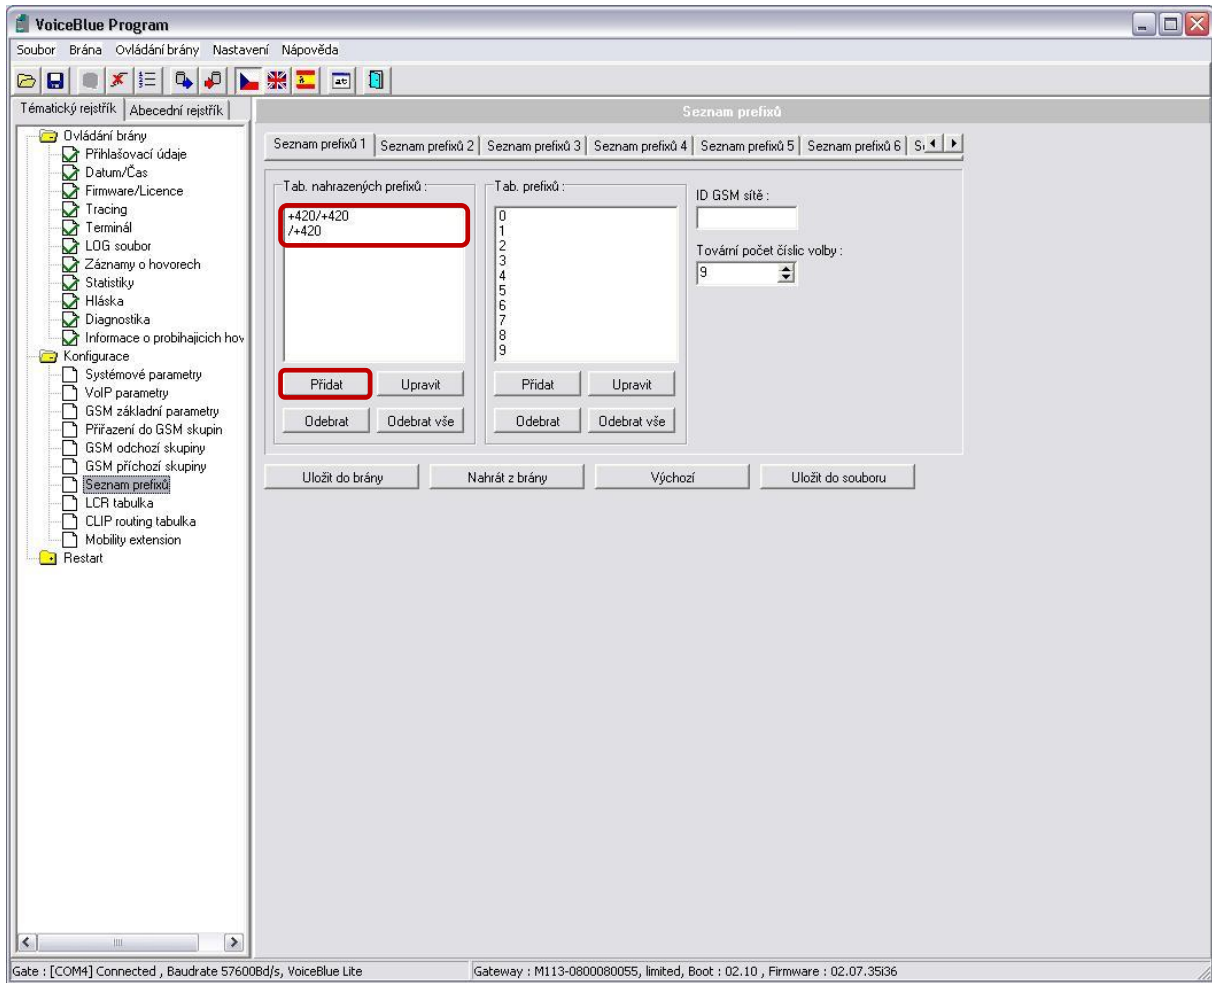 VoiceBlue Program
Soubor Brána Ovládání brány Nastavení Nápověda
Tématický rejstřík Abecední rejstřík
Seznam prefixů
Ovládání brány
Přihlašovací údaje
Datum/Čas
Firmware/Licence
Tracing
Terminál
LOG soubor
Záznamy o hovorech
Statistiky
Hláska
Diagnostika
Informace o probihajicich hov
Konfigurace
Systémové parametry
VoIP parametry
GSM základní parametry
Přiřazení do GSM skupin
GSM odchozí skupiny
GSM příchozí skupiny
Seznam prefixů
LCR tabulka
CLIP routing tabulka
Mobility extension
Restart
Seznam prefixů 1 Seznam prefixů 2 Seznam prefixů 3 Seznam prefixů 4 Seznam prefixů 5 Seznam prefixů 6
Tab. nahrazených prefixů :
+420/+420
/+420
Přidat Upravit
Odebrat Odebrat vše
Tab. prefixů :
0
1
2
3
4
5
6
7
8
9
Přidat Upravit
Odebrat Odebrat vše
ID GSM sítě :
Tovární počet číslic volby :
9
Uložit do brány Nahrát z brány Výchozí Uložit do souboru
Gate : [COM4] Connected , Baudrate 57600Bd/s, VoiceBlue Lite
Gateway : M113-0800080055, limited, Boot : 02.10 , Firmware : 02.07.35i36